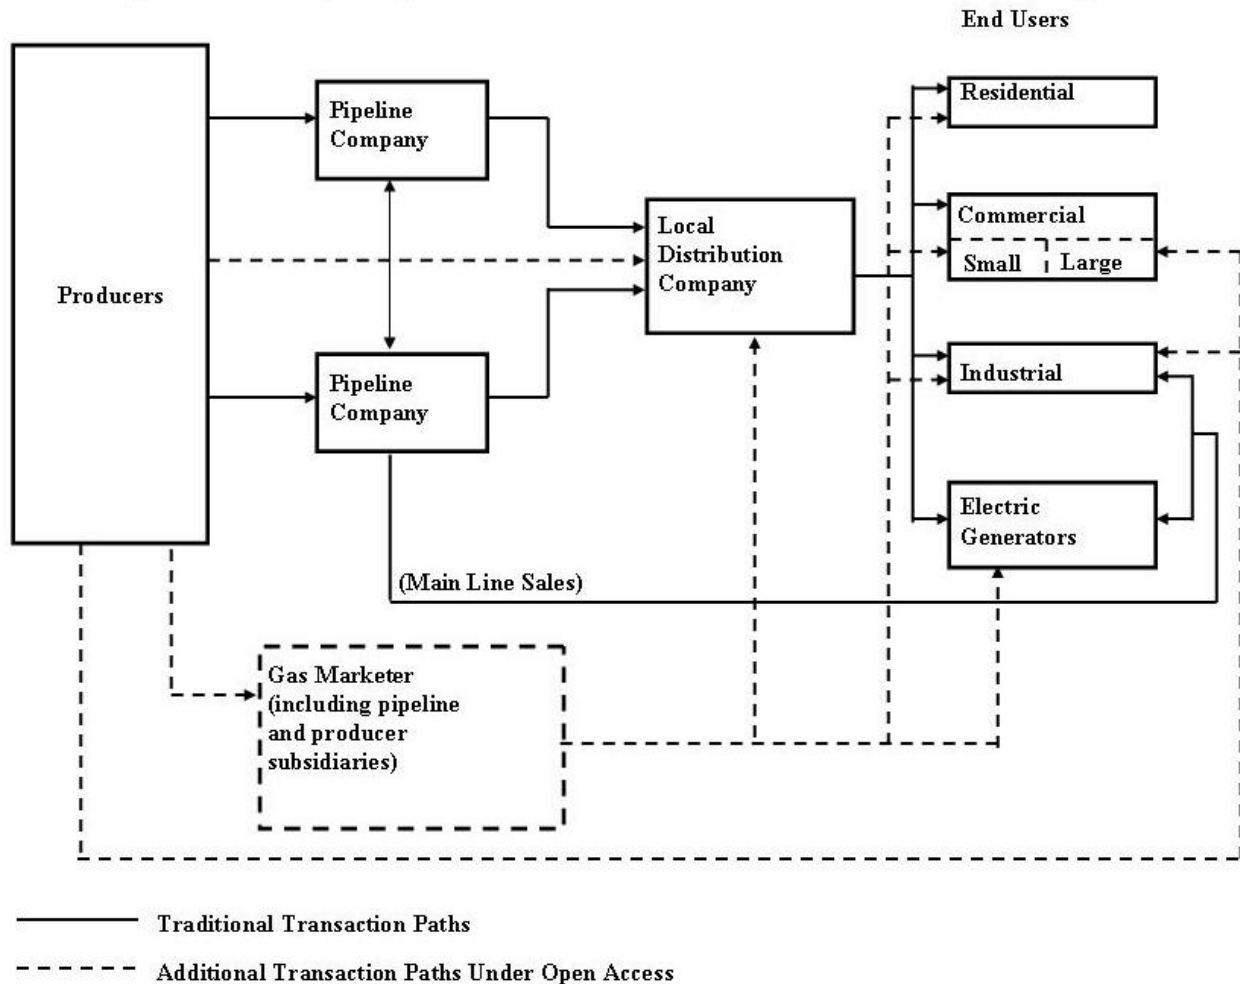 End Users
Producers
Pipeline
Company
Pipeline
Company
Local
Distribution
Company
Residential
Commercial
Small
Large
Industrial
Electric
Generators
(Main Line Sales)
Gas Marketer
(including pipeline
and producer
subsidiaries)
Traditional Transaction Paths
Additional Transaction Paths Under Open Access